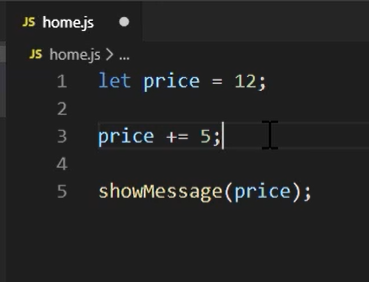 JS home.js
JS home.js > ...
1 let price = 12;
2
3 price += 5;
4
5 showMessage(price);